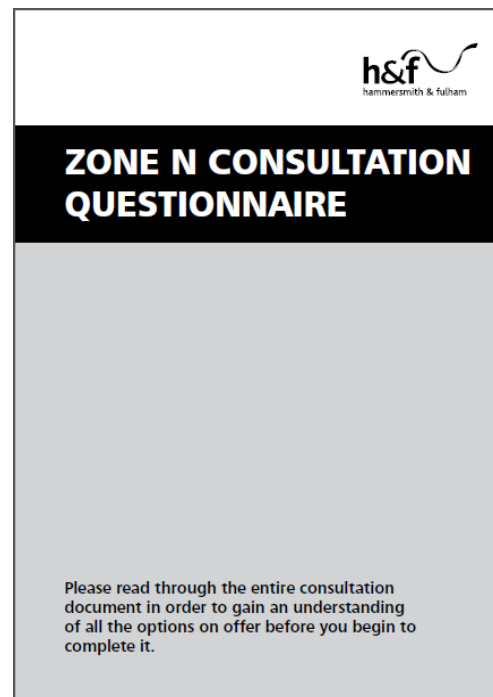 h&f
hammersmith & fulham
ZONE N CONSULTATION
QUESTIONNAIRE
Please read through the entire consultation
document in order to gain an understanding
of all the options on offer before you begin to
complete it.